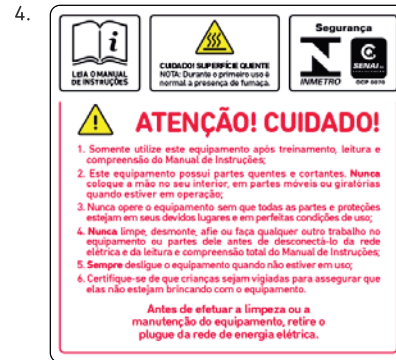 4.
i
LEIA O MANUAL
DE INSTRUÇÕES
CUIDADO! SUPERFÍCIE QUENTE
NOTA: Durante o primeiro uso é
normal a presença de fumaça.
Segurança
INMETRO
SENAI
OCP 0070
ATENÇÃO! CUIDADO!
1. Somente utilize este equipamento após treinamento, leitura e
compreensão do Manual de Instruções;
2. Este equipamento possui partes quentes e cortantes. Nunca
coloque a mão no seu interior, em partes móveis ou giratórias
quando estiver em operação;
3. Nunca opere o equipamento sem que todas as partes e proteções
estejam em seus devidos lugares e em perfeitas condições de uso;
4. Nunca limpe, desmonte, afie ou faça qualquer outro trabalho no
equipamento ou partes dele antes de desconectá-lo da rede
elétrica e da leitura e compreensão total do Manual de Instruções;
5. Sempre desligue o equipamento quando não estiver em uso;
6. Certifique-se de que crianças sejam vigiadas para assegurar que
elas não estejam brincando com o equipamento.
Antes de efetuar a limpeza ou a
manutenção do equipamento, retire o
plugue da rede de energia elétrica.